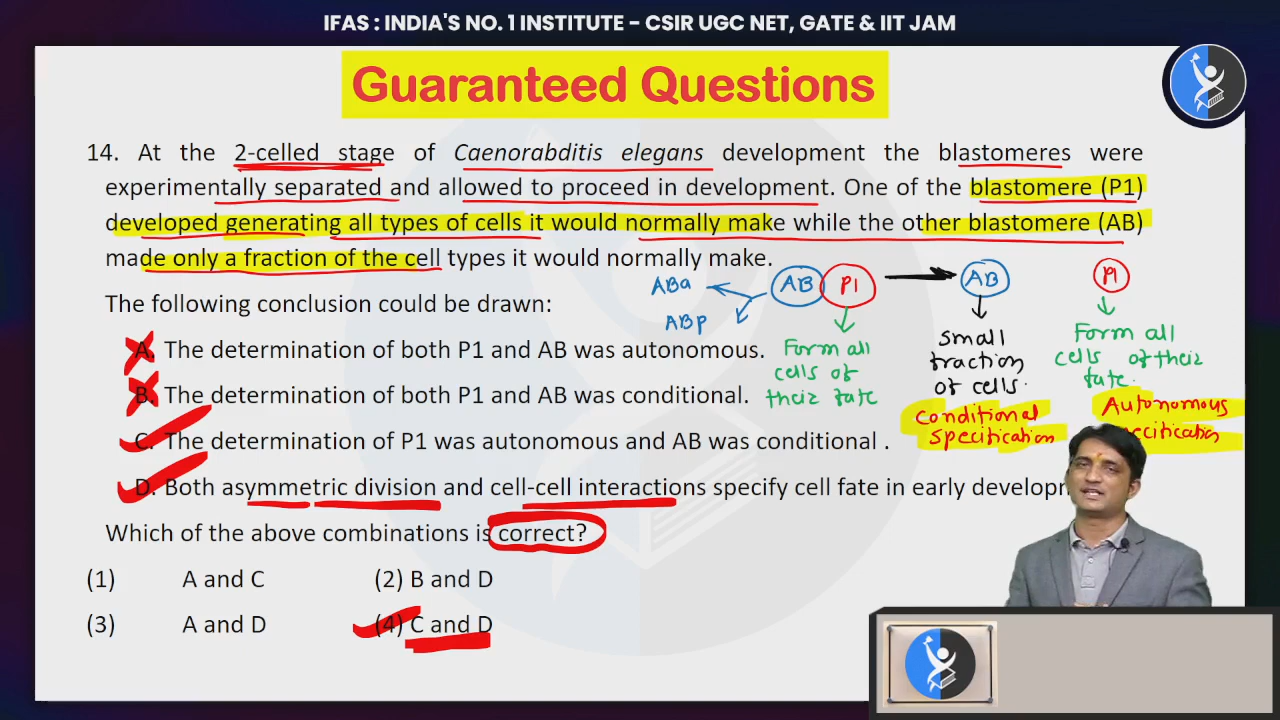 IFAS : INDIA'S NO. 1 INSTITUTE - CSIR UGC NET, GATE & IIT JAM
Guaranteed Questions
14. At the 2-celled stage of Caenorabditis elegans development the blastomeres were
experimentally separated and allowed to proceed in development. One of the blastomere (P1)
developed generating all types of cells it would normally make while the other blastomere (AB)
made only a fraction of the cell types it would normally make.
The following conclusion could be drawn:
A. The determination of both P1 and AB was autonomous.
B. The determination of both P1 and AB was conditional.
C. The determination of P1 was autonomous and AB was conditional .
D. Both asymmetric division and cell-cell interactions specify cell fate in early
Which of the above combinations is correct?
(1) A and C (2) B and D
(3) A and D (4) C and D
ABa
ABp
AB P1
Form all
cells of
their fate
AB
Small
fraction
of cells.
Conditional
Specification
P1
Form all
cells of their
fate.
Autonomous